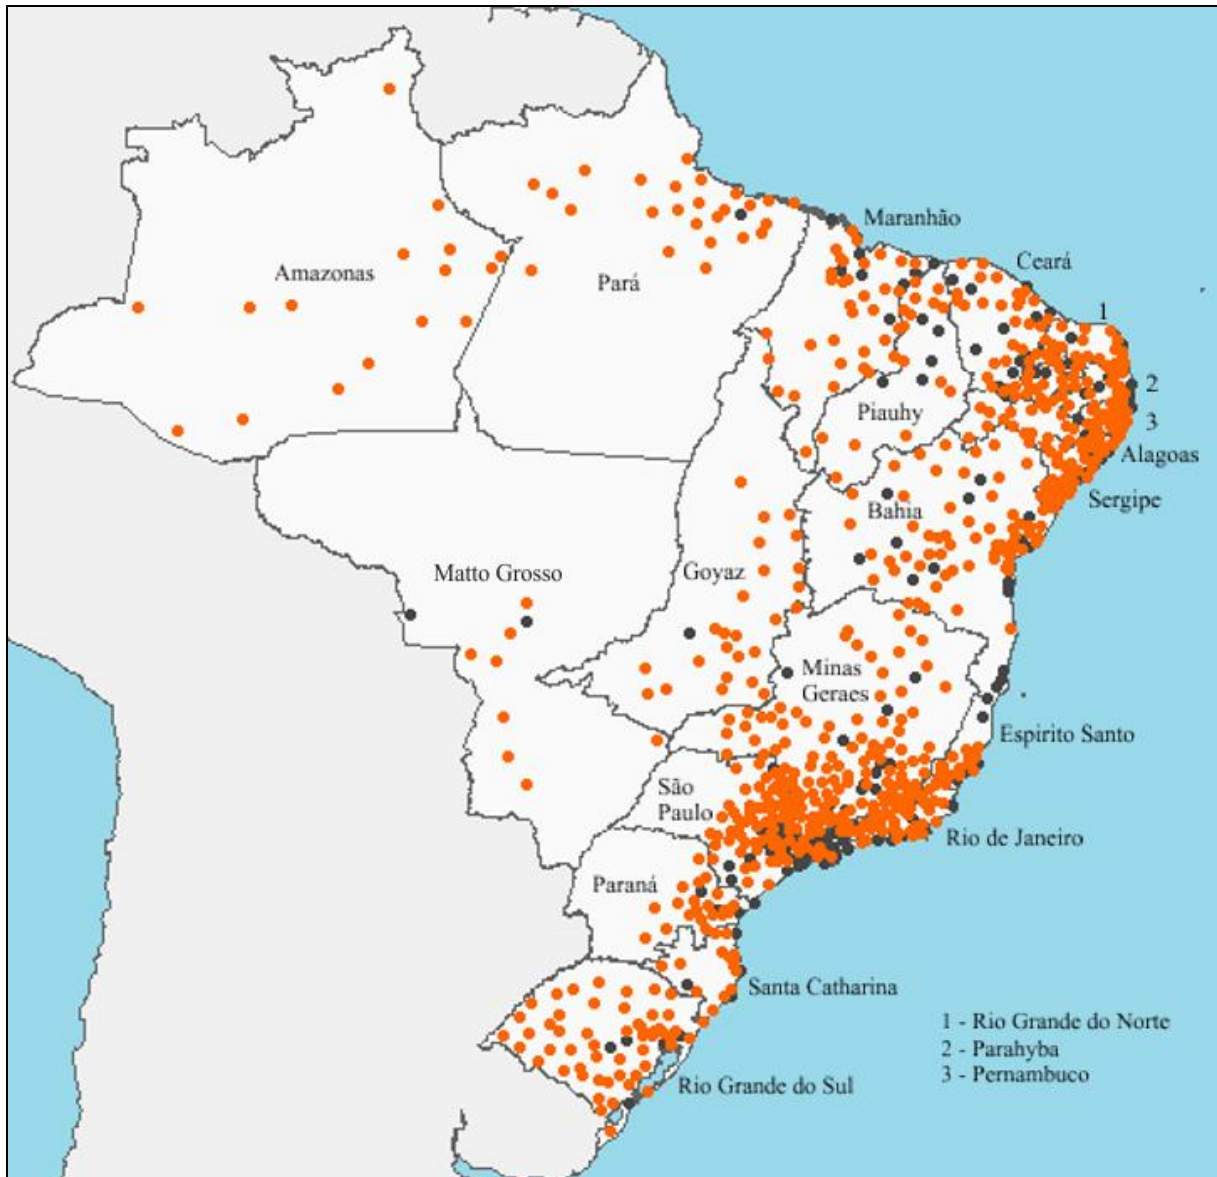 Maranhão
Ceará
Amazonas
Pará
1
2
Piauhy
3
Alagoas
Sergipe
Bahia
Matto Grosso
Goyaz
Minas
Geraes
Espirito Santo
São
Paulo
Rio de Janeiro
Paraná
Santa Catharina
1 - Rio Grande do Norte
2 - Parahyba
3 - Pernambuco
Rio Grande do Sul